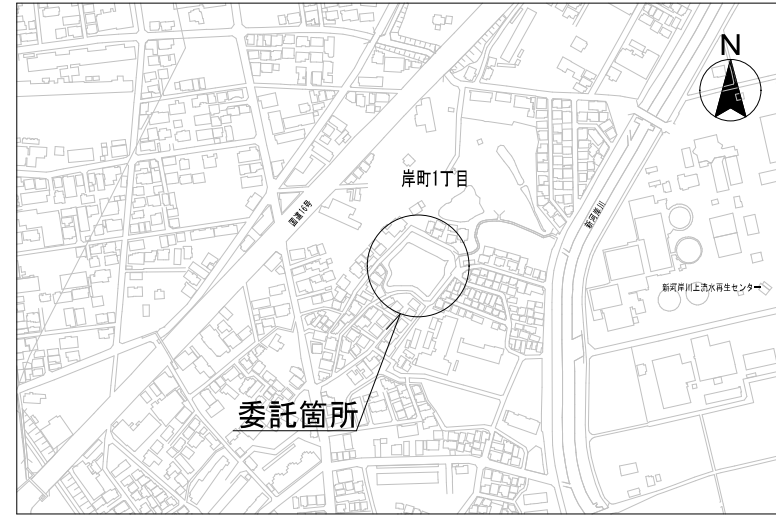 N
岸町1丁目
国道16号
新河岸川
新河岸川上流水再生センター
委託箇所